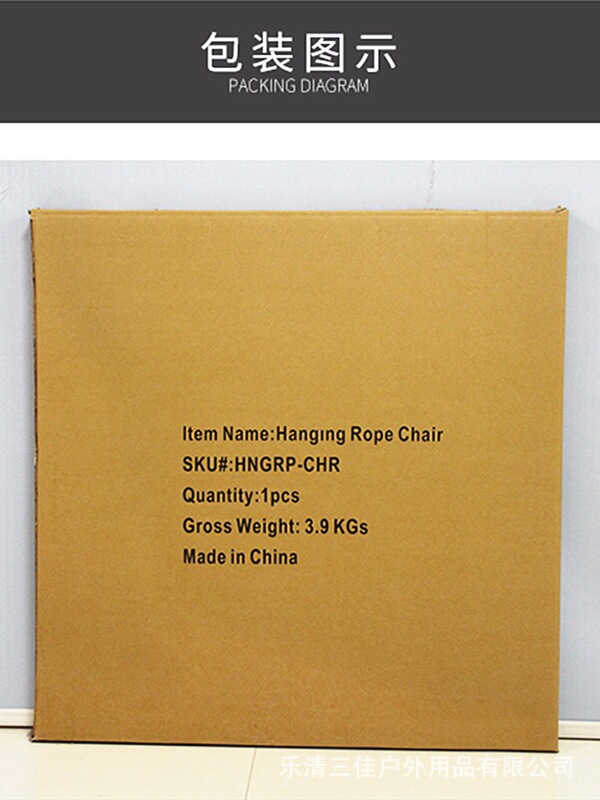 包装图示
PACKING DIAGRAM
Item Name:Hanging Rope Chair
SKU#:HNGRP-CHR
Quantity:1pcs
Gross Weight: 3.9 KGs
Made in China
乐清三佳户外用品有限公司